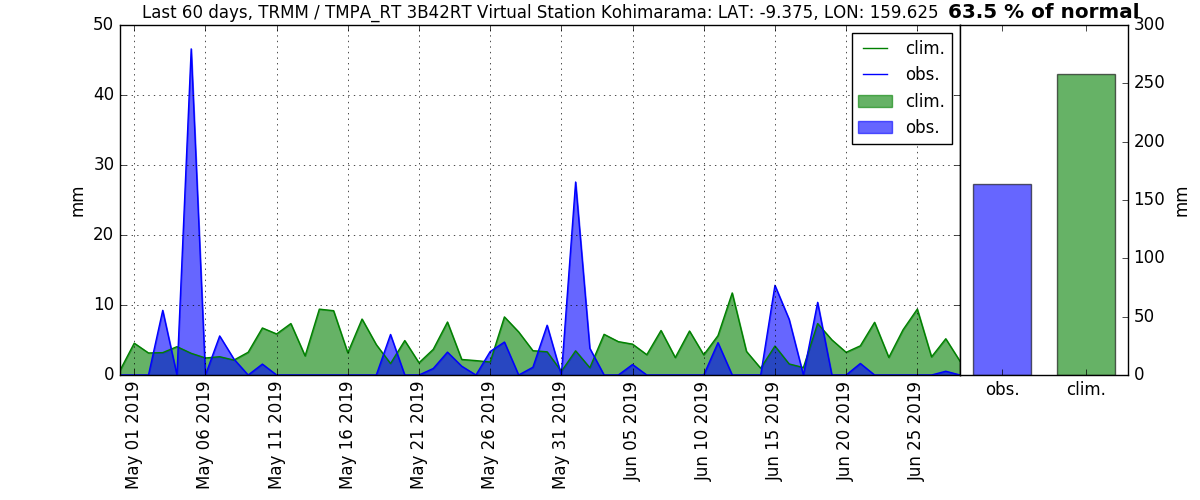 Last 60 days, TRMM / TMPA_RT 3B42RT Virtual Station Kohimarama: LAT: -9.375, LON: 159.625 63.5 % of normal
50
40
30
20
10
0
mm
clim.
obs.
clim.
obs.
300
250
200
150
100
50
0
mm
obs.
clim.
May 01 2019
May 06 2019
May 11 2019
May 16 2019
May 21 2019
May 26 2019
May 31 2019
Jun 05 2019
Jun 10 2019
Jun 15 2019
Jun 20 2019
Jun 25 2019